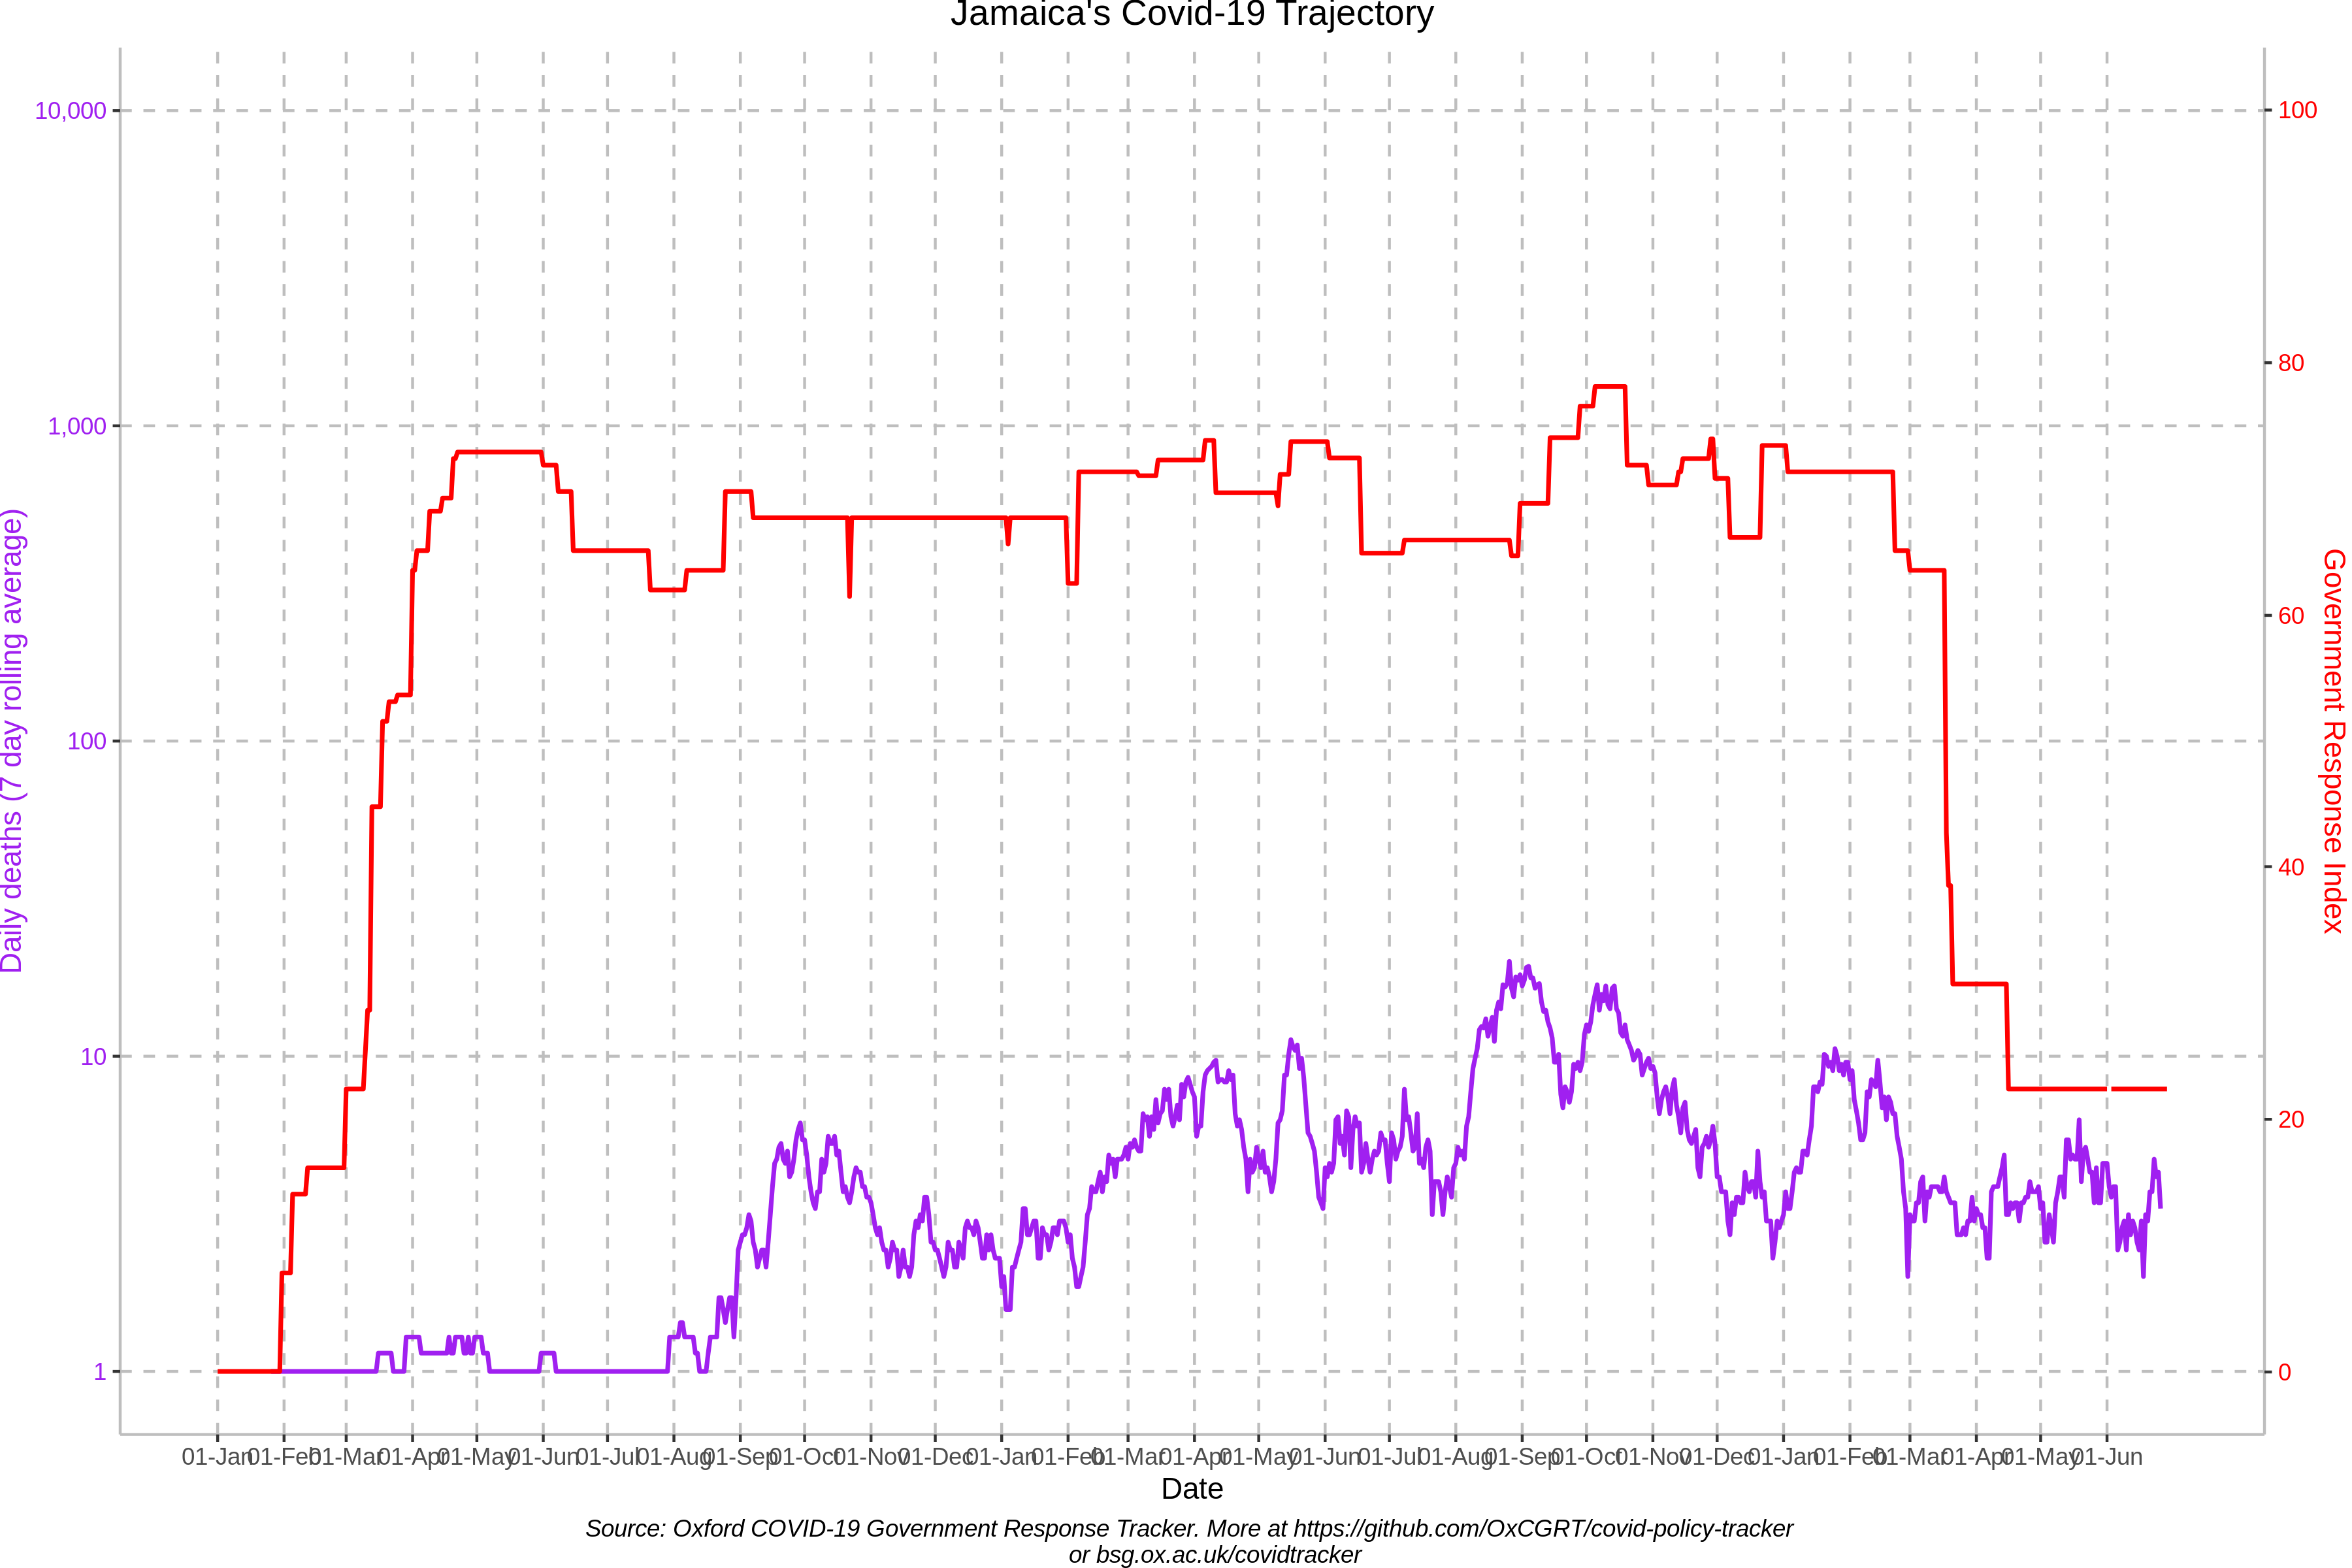 Jamaica's Covid-19 Trajectory
10,000
1,000
100
10
1
Daily deaths (7 day rolling average)
100
80
60
40
20
0
Government Response Index
01-Jan 01-Feb 01-Mar 01-Apr 01-May 01-Jun 01-Jul 01-Aug 01-Sep 01-Oct 01-Nov 01-Dec 01-Jan 01-Feb 01-Mar 01-Apr 01-May 01-Jun 01-Jul 01-Aug 01-Sep 01-Oct 01-Nov 01-Dec 01-Jan 01-Feb 01-Mar 01-Apr 01-May 01-Jun
Date
Source: Oxford COVID-19 Government Response Tracker. More at https://github.com/OxCGRT/covid-policy-tracker
or bsg.ox.ac.uk/covidtracker